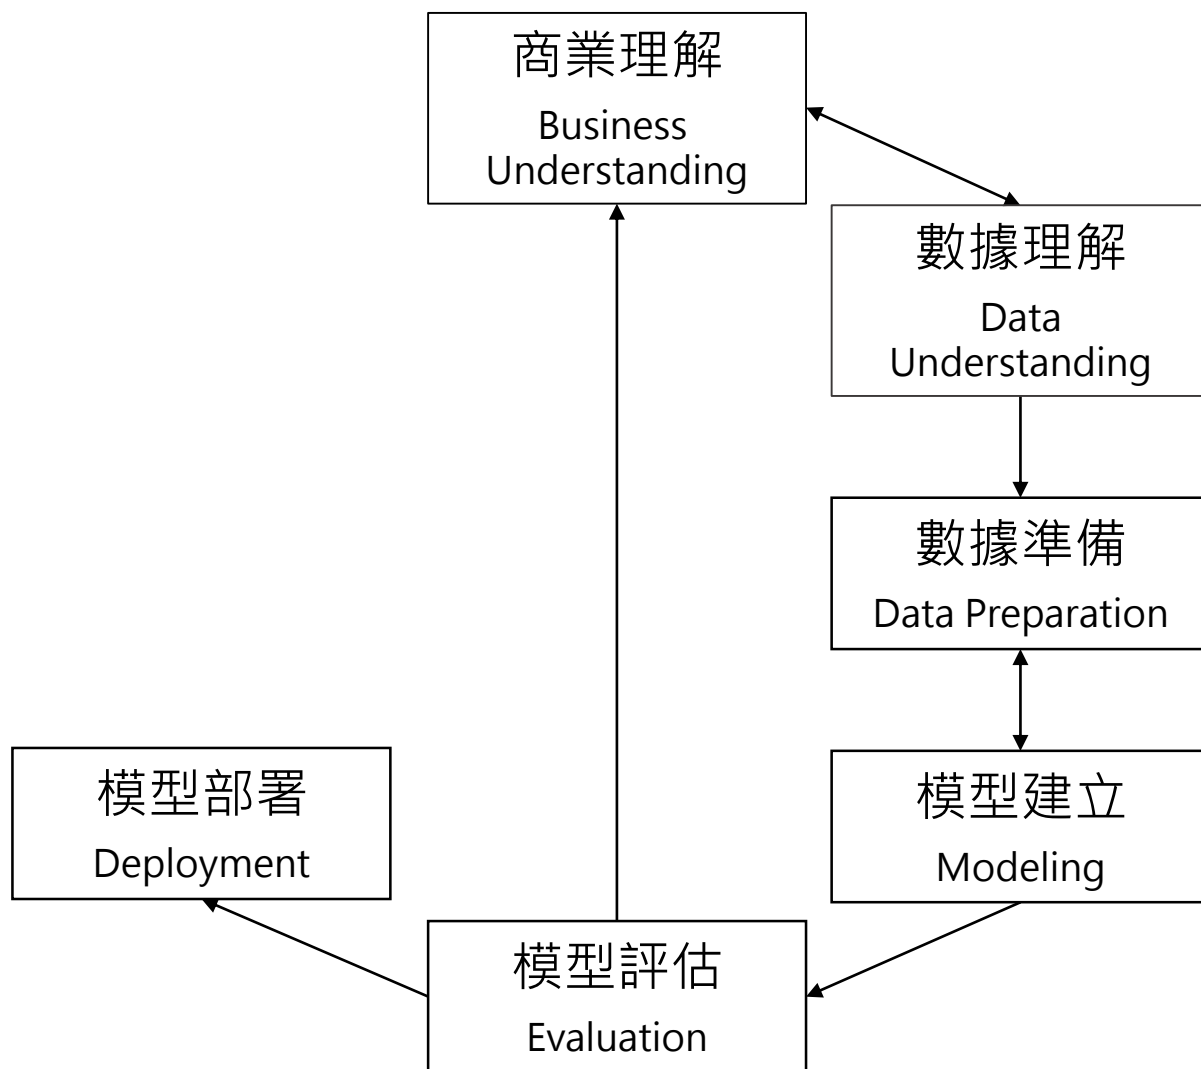 商業理解
Business
Understanding
數據理解
Data
Understanding
數據準備
Data Preparation
模型建立
Modeling
模型評估
Evaluation
模型部署
Deployment